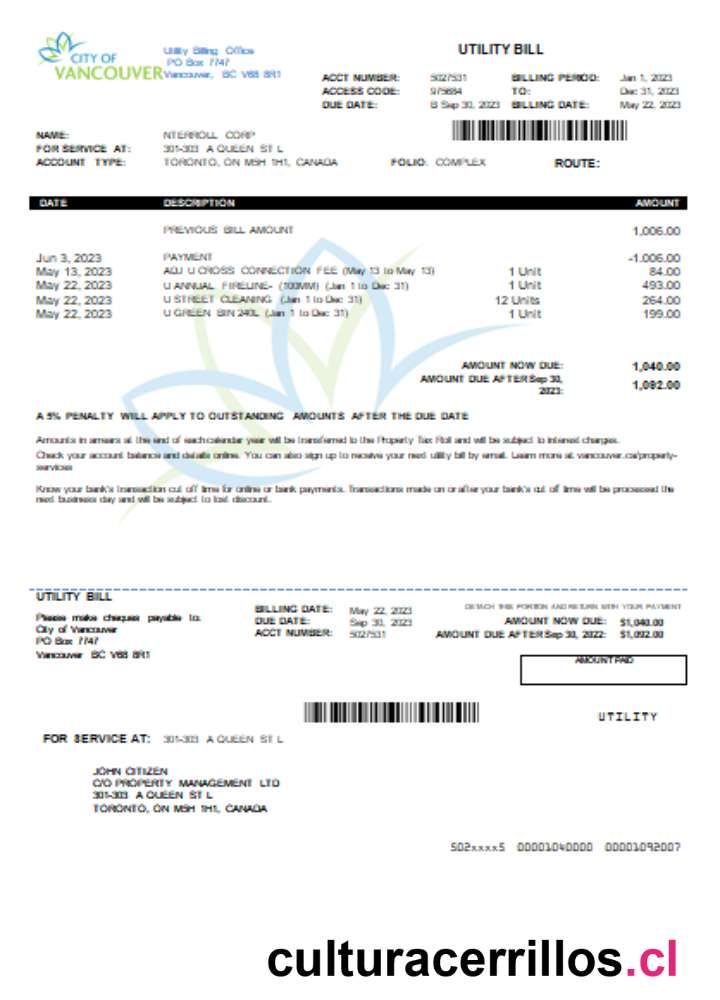 CITY OF
VANCOUVER
Utility Billing Office
PO Box 7747
Vancouver, BC V6B 8R1
UTILITY BILL
ACCT NUMBER: 5027531 BILLING PERIOD: Jan 1, 2023
ACCESS CODE: 975684 TO: Dec 31, 2023
DUE DATE: B Sep 30, 2023 BILLING DATE: May 22, 2023
NAME: NTERROLL CORP
FOR SERVICE AT: 301-303 A QUEEN ST L
ACCOUNT TYPE: TORONTO, ON M5H 1H1, CANADA FOLIO: COMPLEX ROUTE:
DATE DESCRIPTION AMOUNT
PREVIOUS BILL AMOUNT 1,006.00
Jun 3, 2023 PAYMENT -1.006.00
May 13, 2023 ADJ U CROSS CONNECTION FEE (May 13 to May 13) 1 Unit 84.00
May 22, 2023 U ANNUAL FIRELINE- (100MM) (Jan 1 to Dec 31) 1 Unit 493.00
May 22, 2023 U STREET CLEANING (Jan 1 to Dec 31) 12 Units 264.00
May 22, 2023 U GREEN BIN 240L (Jan 1 to Dec 31) 1 Unit 199.00
AMOUNT NOW DUE: 1,040.00
AMOUNT DUE AFTER Sep 30, 2023: 1,092.00
A 5% PENALTY WILL APPLY TO OUTSTANDING AMOUNTS AFTER THE DUE DATE
Amounts in arrears at the end of each calendar year will be transferred to the Property Tax Roll and will be subject to interest charges.
Check your account balance and details online. You can also sign up to receive your next utility bill by email. Learn more at vancouver.ca/property-
services
Know your bank's transaction cut off time for online or bank payments. Transactions made on or after your bank's cut of time will be processed the
next business day and will be subject to lost discount.
UTILITY BILL
Please make cheques payable to:
City of Vancouver
PO Box 7747
Vancouver BC V6B 8R1
BILLING DATE: May 22, 2023
DUE DATE: Sep 30, 2023
ACCT NUMBER: 5027531
DETACH THIS PORTION AND RETURN WITH YOUR PAYMENT
AMOUNT NOW DUE: $1,040.00
AMOUNT DUE AFTER Sep 30, 2022: $1,092.00
AMOUNT PAID
UTILITY
FOR SERVICE AT: 301-303 A QUEEN ST L
JOHN CITIZEN
C/O PROPERTY MANAGEMENT LTD
301-303 A QUEEN ST L
TORONTO, ON M5H 1H1, CANADA
502xxxx5 00001040000 00001092007
culturacerrillos.cl